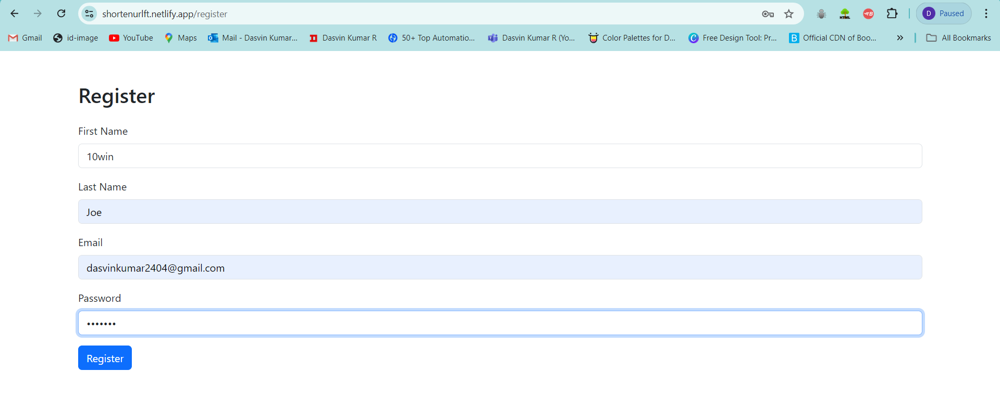 shortenurlft.netlify.app/register
HTML
B
D Paused
Gmail id-image YouTube Maps Mail - Dasvin Kumar... Dasvin Kumar R 50+ Top Automatio... Dasvin Kumar R (Yo... Color Palettes for D... Free Design Tool: Pr... B Official CDN of Boo... » All Bookmarks
Register
First Name
10win
Last Name
Joe
Email
dasvinkumar2404@gmail.com
Password
•••••••
Register